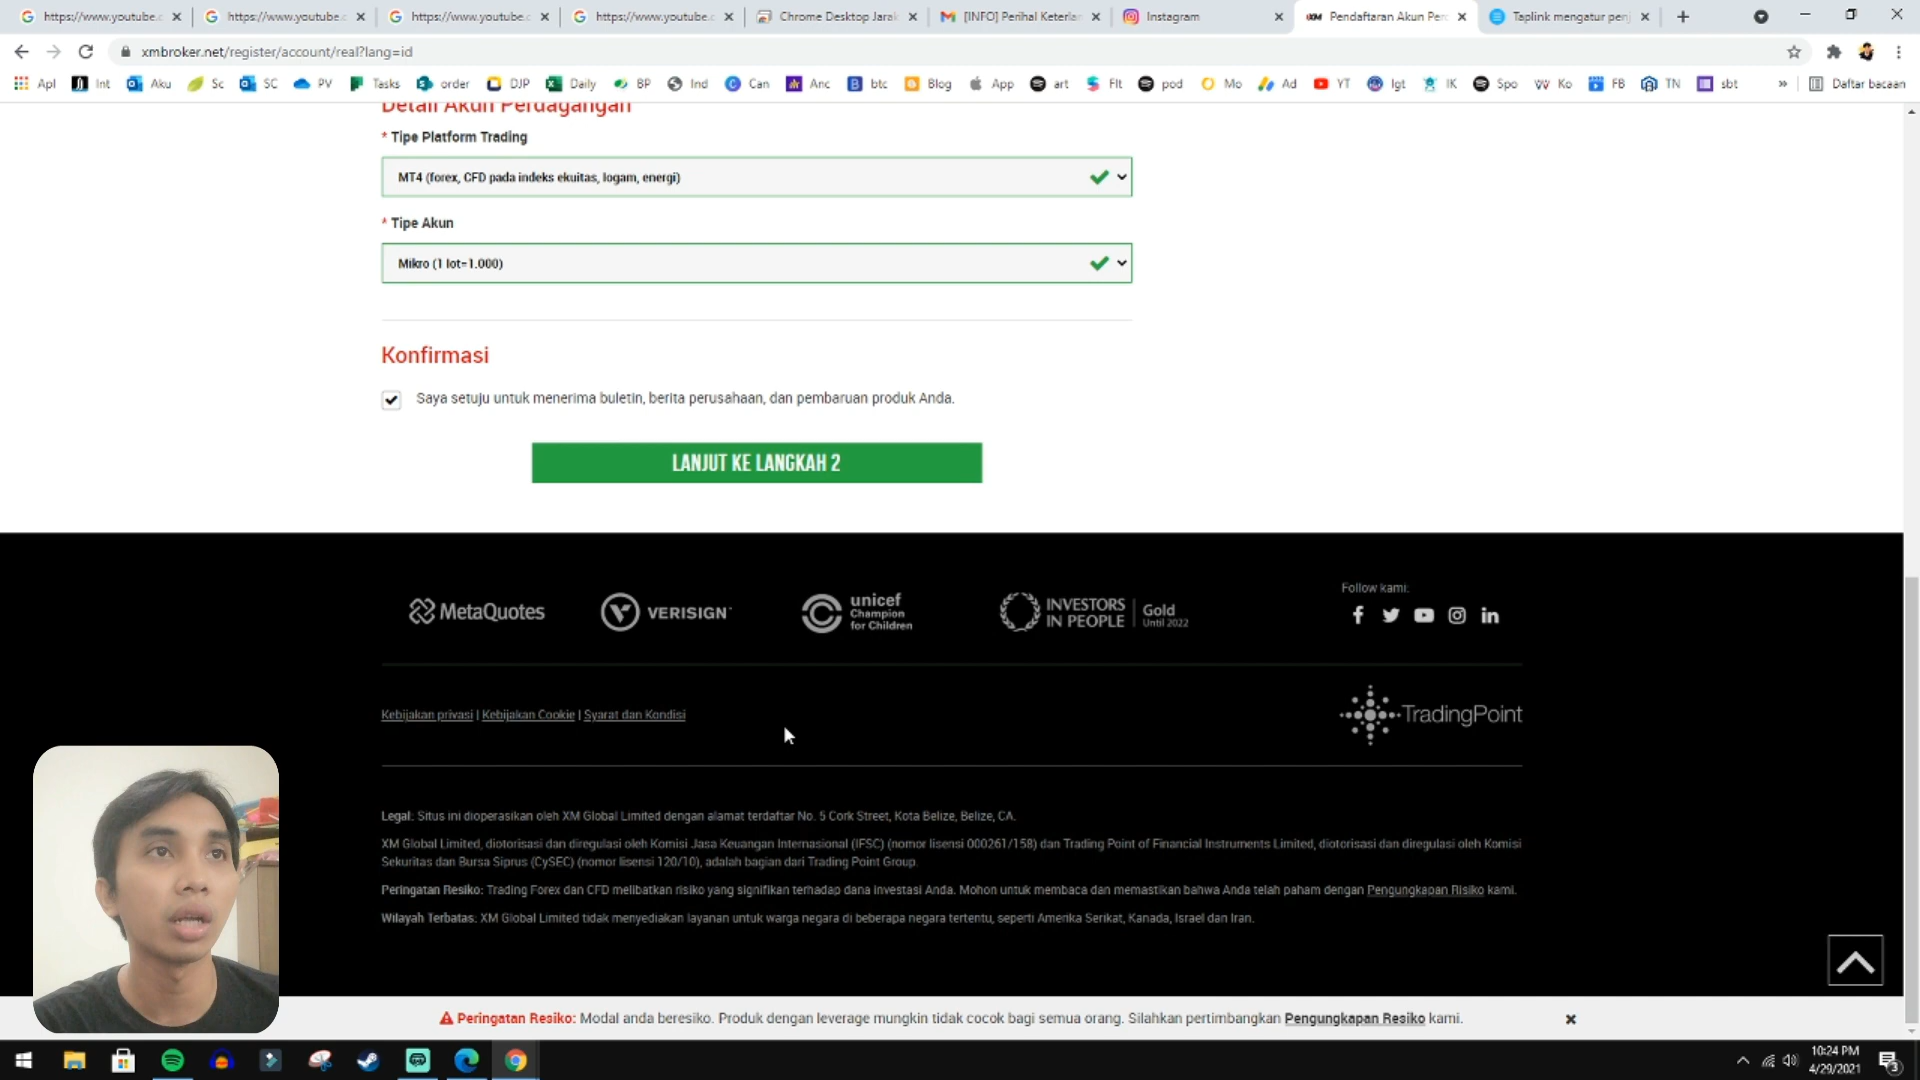 https://www.youtube.c
https://www.youtube.c
https://www.youtube.c
https://www.youtube.c
Chrome Desktop Jarak
[INFO] Perihal Keterlar
Instagram
Pendaftaran Akun Per
Taplink mengatur penj
xmbroker.net/register/account/real?lang=id
Apl Int Aku Sc SC PV Tasks order DJP Daily BP Ind Can Anc btc Blog App art Flt pod Mo Ad YT Igt IK Spo Ko FB TN sbt » Daftar bacaan
Detail Akun Perdagangan
* Tipe Platform Trading
MT4 (forex, CFD pada indeks ekuitas, logam, energi)
* Tipe Akun
Mikro (1 lot=1.000)
Konfirmasi
Saya setuju untuk menerima buletin, berita perusahaan, dan pembaruan produk Anda.
LANJUT KE LANGKAH 2
MetaQuotes
VERISIGN
unicef
Champion
for Children
INVESTORS
IN PEOPLE
Gold
Until 2022
Follow kami:
Kebijakan privasi | Kebijakan Cookie | Syarat dan Kondisi
TradingPoint
Legal: Situs ini dioperasikan oleh XM Global Limited dengan alamat terdaftar No. 5 Cork Street, Kota Belize, Belize, CA.
XM Global Limited, diotorisasi dan diregulasi oleh Komisi Jasa Keuangan Internasional (IFSC) (nomor lisensi 000261/158) dan Trading Point of Financial Instruments Limited, diotorisasi dan diregulasi oleh Komisi
Sekuritas dan Bursa Siprus (CySEC) (nomor lisensi 120/10), adalah bagian dari Trading Point Group.
Peringatan Resiko: Trading Forex dan CFD melibatkan risiko yang signifikan terhadap dana investasi Anda. Mohon untuk membaca dan memastikan bahwa Anda telah paham dengan Pengungkapan Risiko kami.
Wilayah Terbatas: XM Global Limited tidak menyediakan layanan untuk warga negara di beberapa negara tertentu, seperti Amerika Serikat, Kanada, Israel dan Iran.
Peringatan Resiko: Modal anda beresiko. Produk dengan leverage mungkin tidak cocok bagi semua orang. Silahkan pertimbangkan Pengungkapan Resiko kami.
10:24 PM
4/29/2021
3